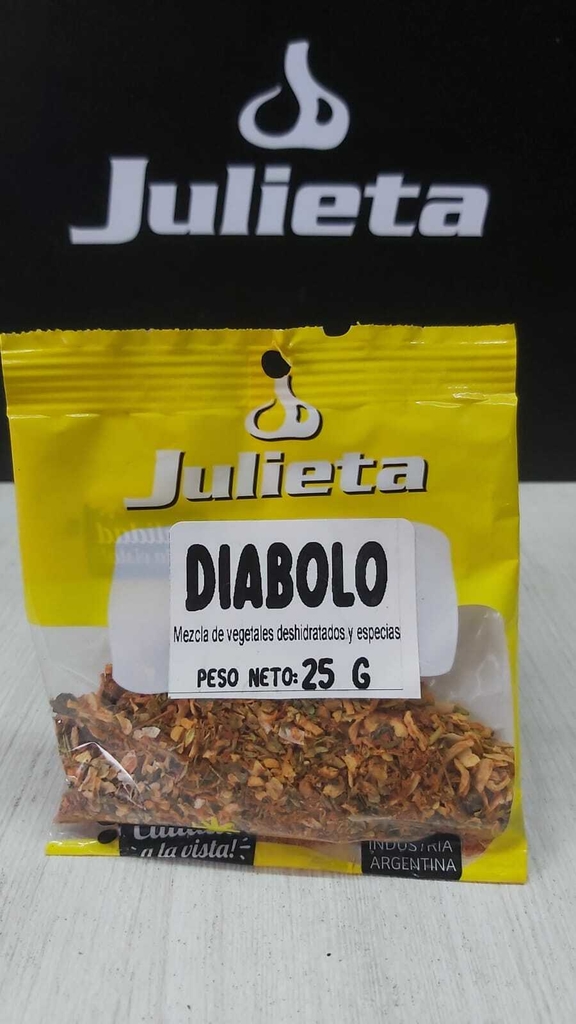 Julieta
Julieta
DIABOLO
Mezcla de vegetales deshidratados y especias
PESO NETO: 25 G
a la vista!
INDUSTRIA
ARGENTINA